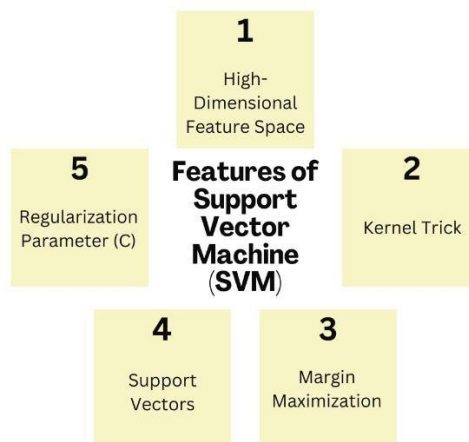 1
High-
Dimensional
Feature Space
Features of
Support
Vector
Machine
(SVM)
2
Kernel Trick
3
Margin
Maximization
4
Support
Vectors
5
Regularization
Parameter (C)